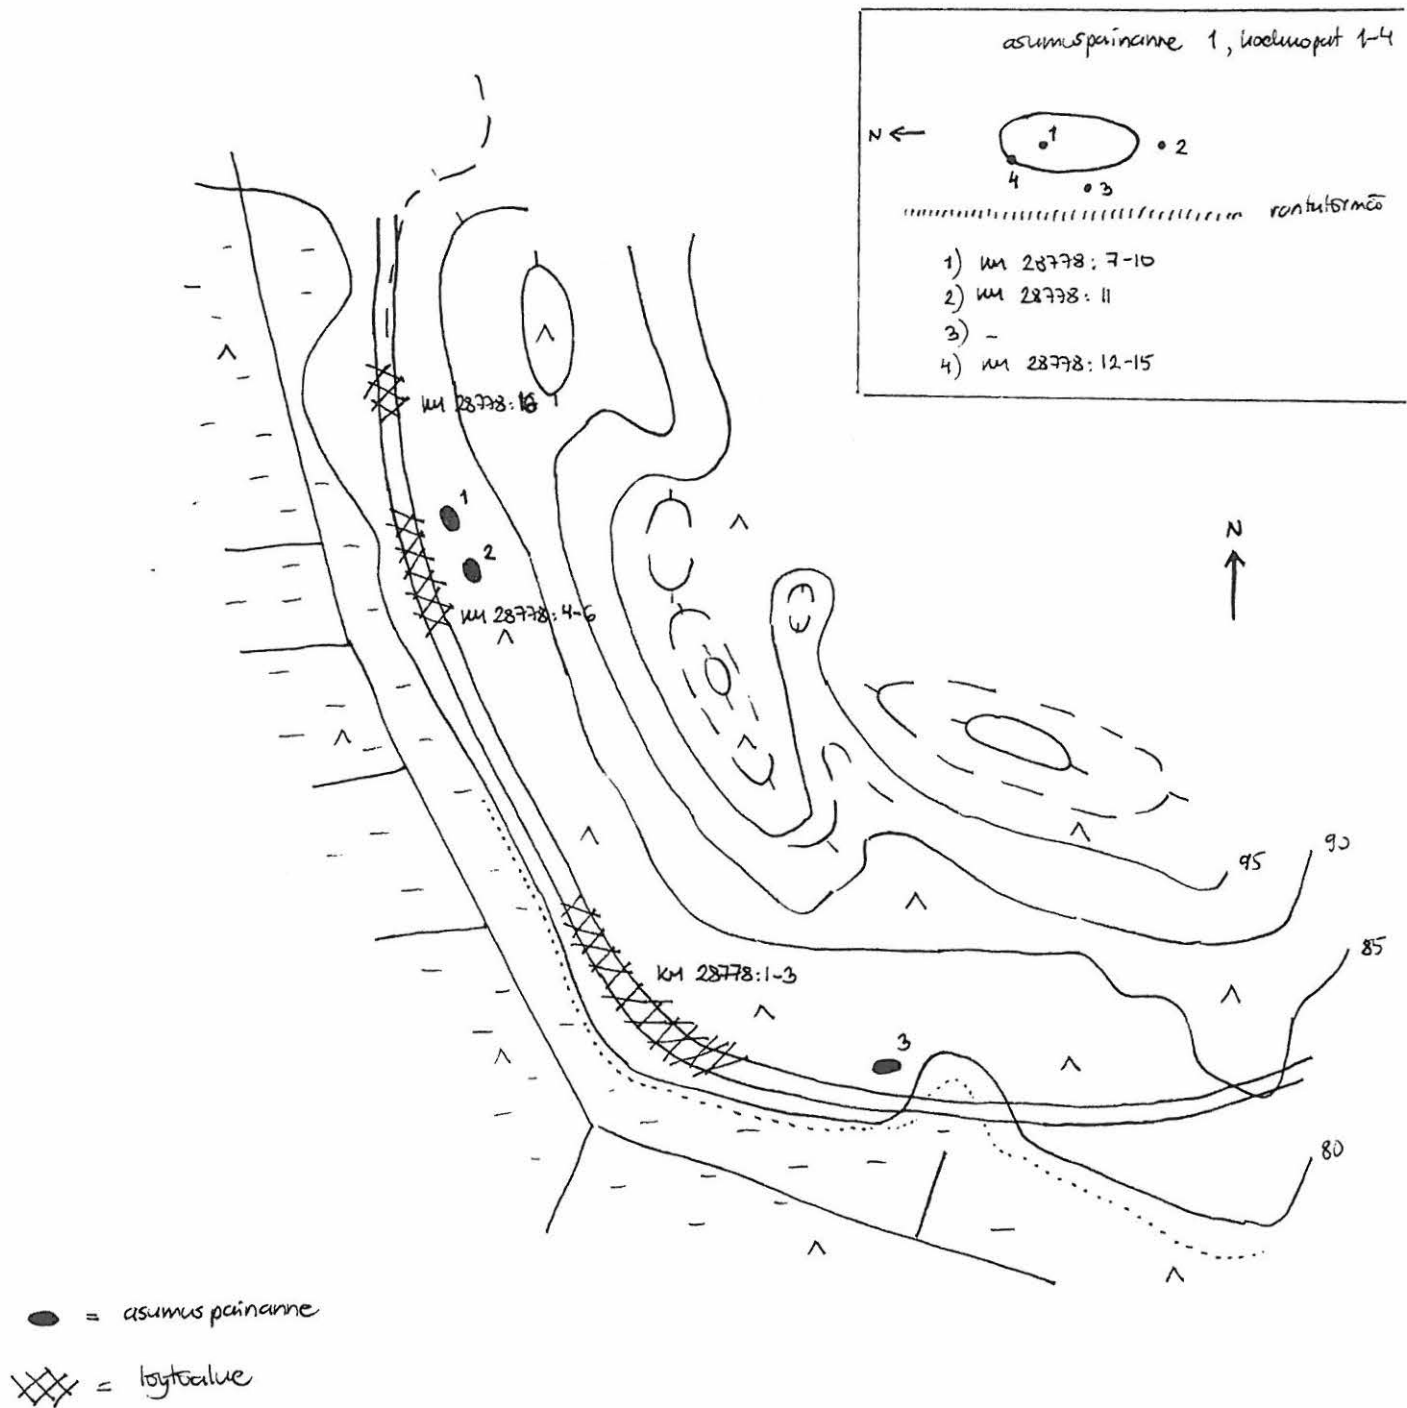 asumuspainanne 1, koekuopat 1-4
N
1
2
4
3
rantatörmä
1) KM 28778: 7-10
2) KM 28778: 11
3) -
4) KM 28778: 12-15
KM 28778: 16
1
2
KM 28778: 4-6
N
90
95
85
KM 28778:1-3
3
80
= asumuspainanne
= löytöalue